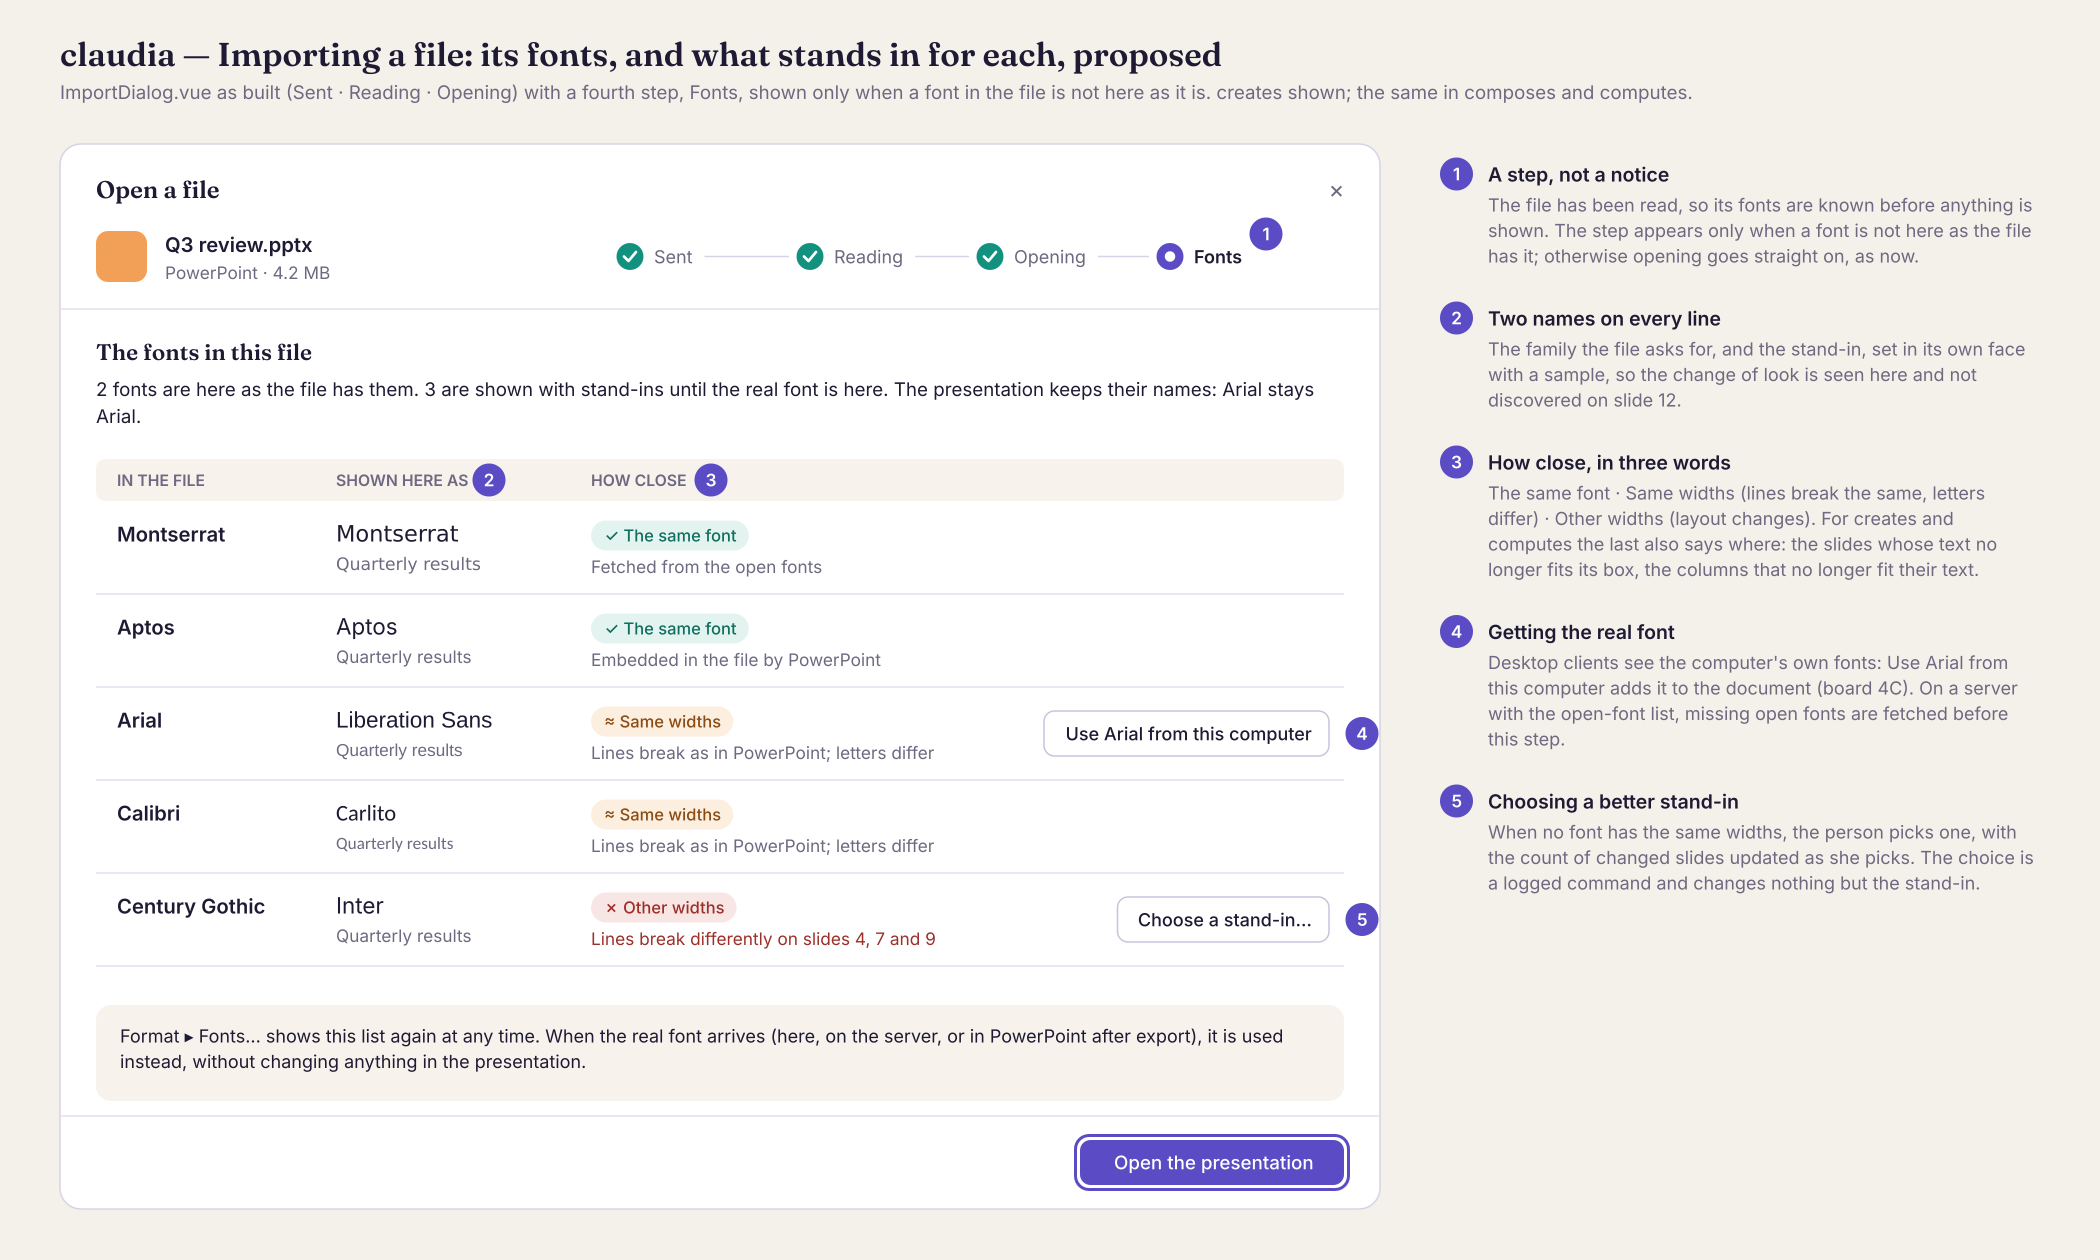 claudia — Importing a file: its fonts, and what stands in for each, proposed
ImportDialog.vue as built (Sent · Reading · Opening) with a fourth step, Fonts, shown only when a font in the file is not here as it is. creates shown; the same in composes and computes.
Open a file
×
Q3 review.pptx
PowerPoint · 4.2 MB
Sent
Reading
Opening
Fonts
1
The fonts in this file
2 fonts are here as the file has them. 3 are shown with stand-ins until the real font is here. The presentation keeps their names: Arial stays
Arial.
IN THE FILE
SHOWN HERE AS
2
HOW CLOSE
3
Montserrat
Montserrat
Quarterly results
✓ The same font
Fetched from the open fonts
Aptos
Aptos
Quarterly results
✓ The same font
Embedded in the file by PowerPoint
Arial
Liberation Sans
Quarterly results
≈ Same widths
Lines break as in PowerPoint; letters differ
Use Arial from this computer
4
Calibri
Carlito
Quarterly results
≈ Same widths
Lines break as in PowerPoint; letters differ
Century Gothic
Inter
Quarterly results
× Other widths
Lines break differently on slides 4, 7 and 9
Choose a stand-in...
5
Format ▸ Fonts... shows this list again at any time. When the real font arrives (here, on the server, or in PowerPoint after export), it is used
instead, without changing anything in the presentation.
Open the presentation
1
A step, not a notice
The file has been read, so its fonts are known before anything is
shown. The step appears only when a font is not here as the file
has it; otherwise opening goes straight on, as now.
2
Two names on every line
The family the file asks for, and the stand-in, set in its own face
with a sample, so the change of look is seen here and not
discovered on slide 12.
3
How close, in three words
The same font · Same widths (lines break the same, letters
differ) · Other widths (layout changes). For creates and
computes the last also says where: the slides whose text no
longer fits its box, the columns that no longer fit their text.
4
Getting the real font
Desktop clients see the computer's own fonts: Use Arial from
this computer adds it to the document (board 4C). On a server
with the open-font list, missing open fonts are fetched before
this step.
5
Choosing a better stand-in
When no font has the same widths, the person picks one, with
the count of changed slides updated as she picks. The choice is
a logged command and changes nothing but the stand-in.